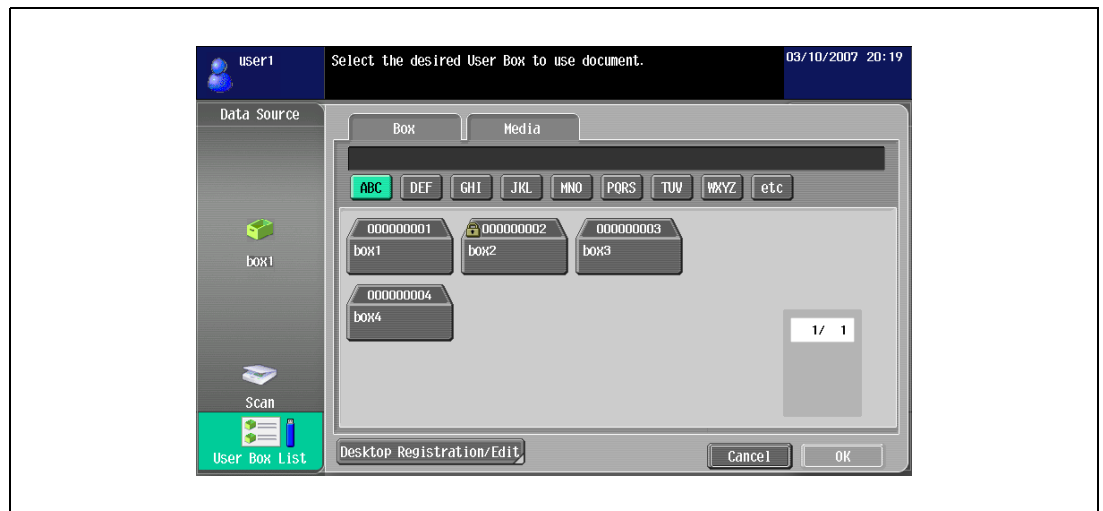 user1
Select the desired User Box to use document.
03/10/2007 20:19
Data Source
Box
Media
ABC
DEF
GHI
JKL
MNO
PQRS
TUV
WXYZ
etc
000000001
000000002
000000003
box1
box2
box3
box1
000000004
box4
1/ 1
Scan
User Box List
Desktop Registration/Edit
Cancel
OK